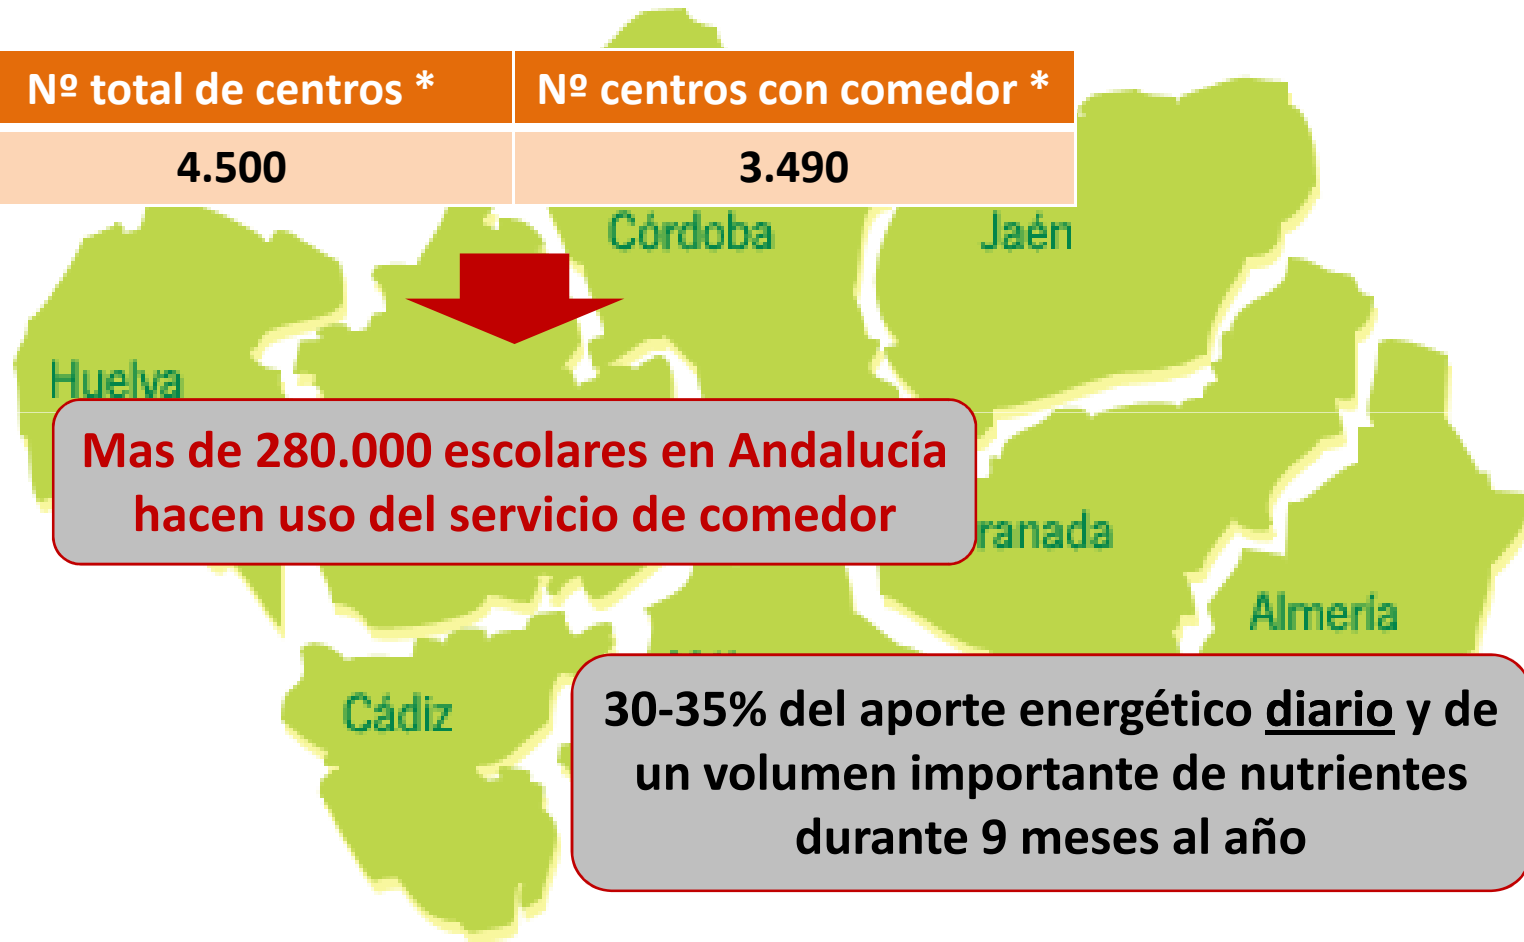 Nº total de centros *
Nº centros con comedor *
4.500
3.490
Córdoba
Jaén
Huelva
Mas de 280.000 escolares en Andalucía
hacen uso del servicio de comedor
ranada
Almería
Cádiz
30-35% del aporte energético diario y de
un volumen importante de nutrientes
durante 9 meses al año